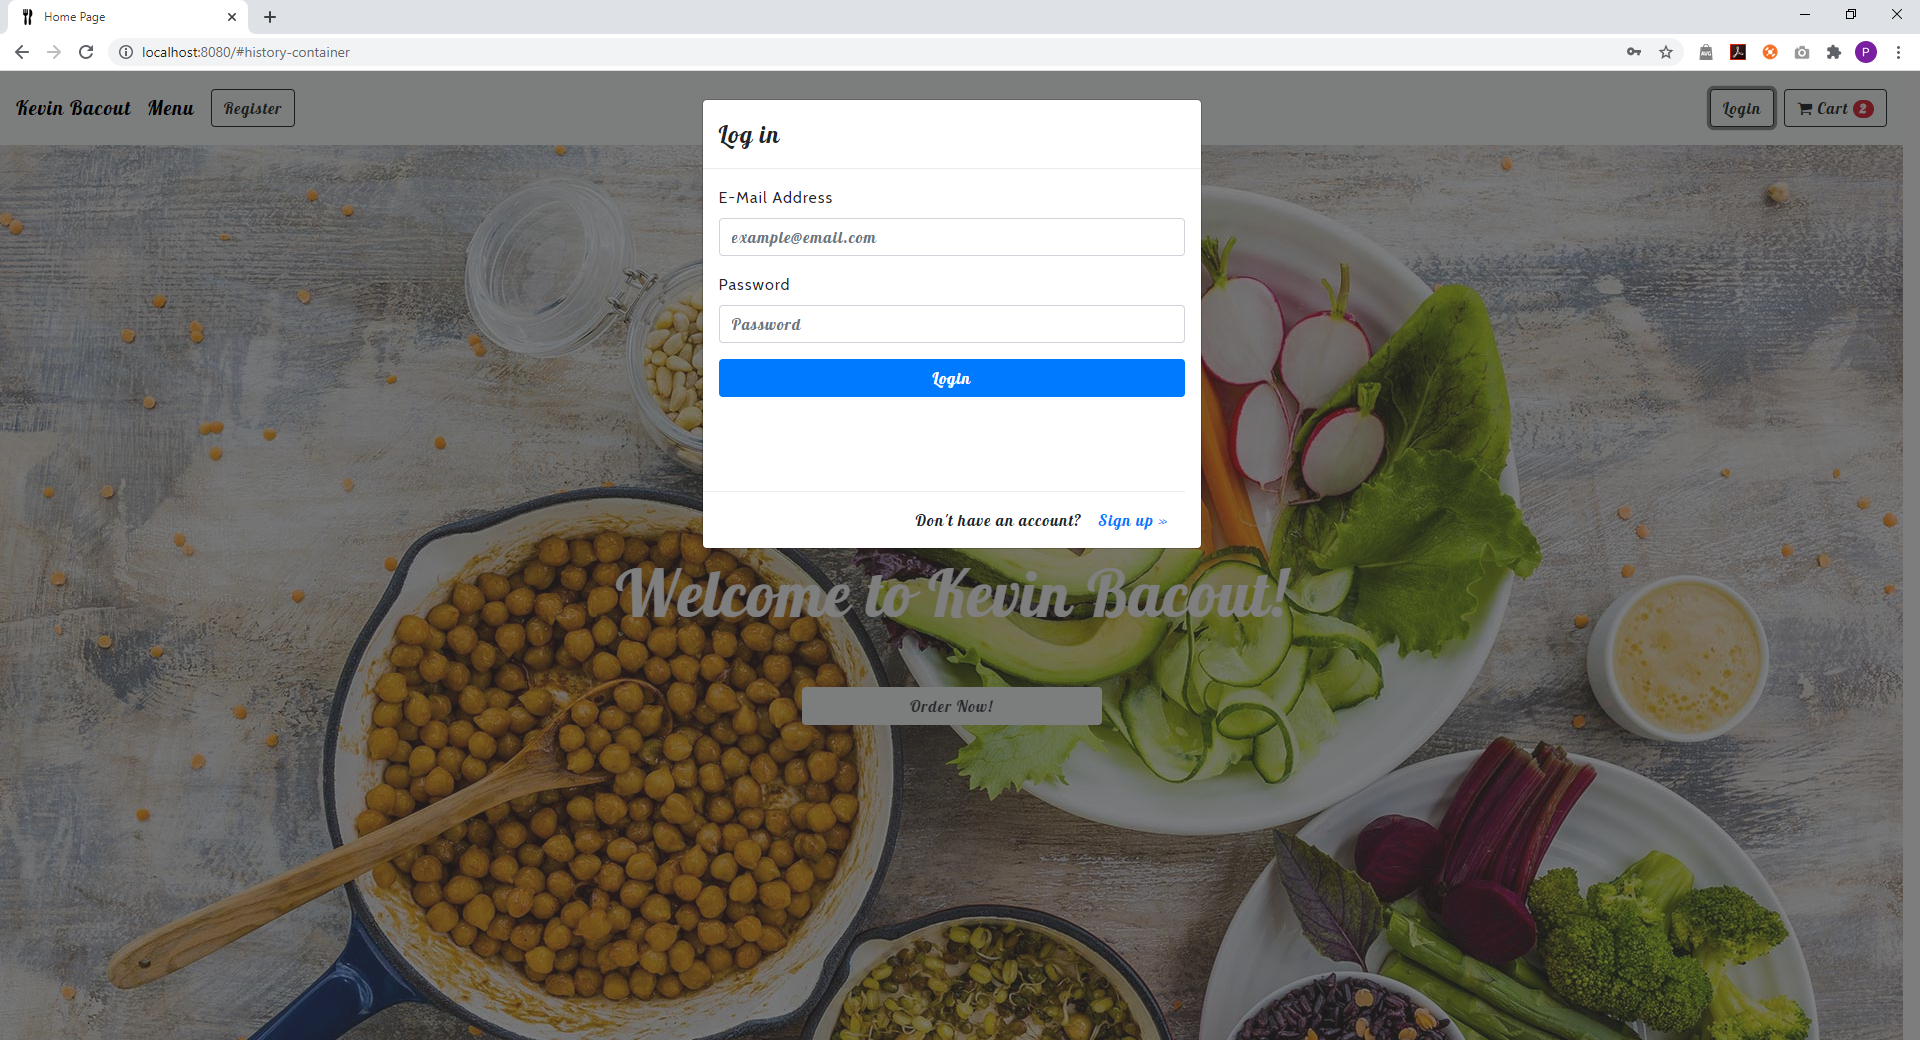 Home Page
localhost:8080/#history-container
AVG
P
Kevin Bacout Menu Register
Login Cart 2
Log in
E-Mail Address
example@email.com
Password
Password
Login
Don't have an account? Sign up »
Welcome to Kevin Bacout!
Order Now!